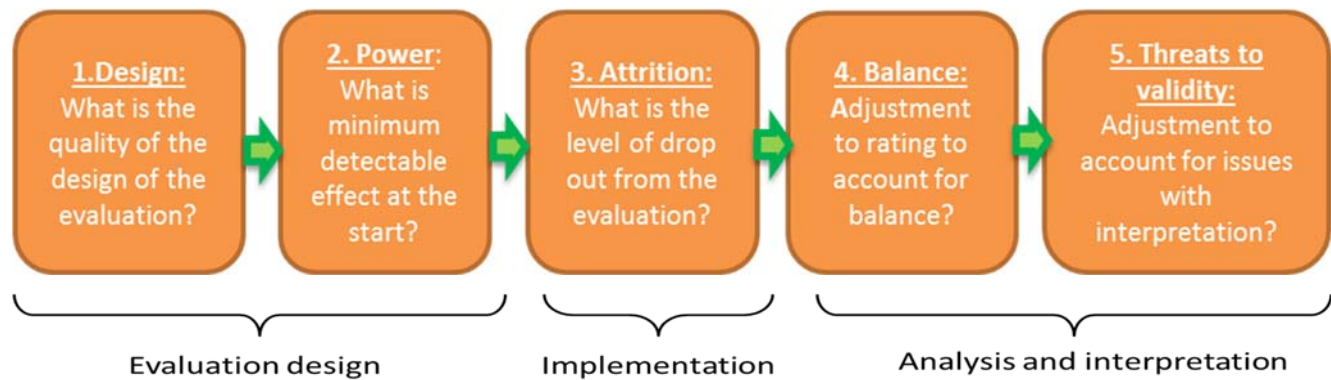 1.Design:
What is the
quality of the
design of the
evaluation?
2. Power:
What is
minimum
detectable
effect at the
start?
3. Attrition:
What is the
level of drop
out from the
evaluation?
4. Balance:
Adjustment
to rating to
account for
balance?
5. Threats to
validity:
Adjustment to
account for issues
with
interpretation?
Evaluation design
Implementation
Analysis and interpretation